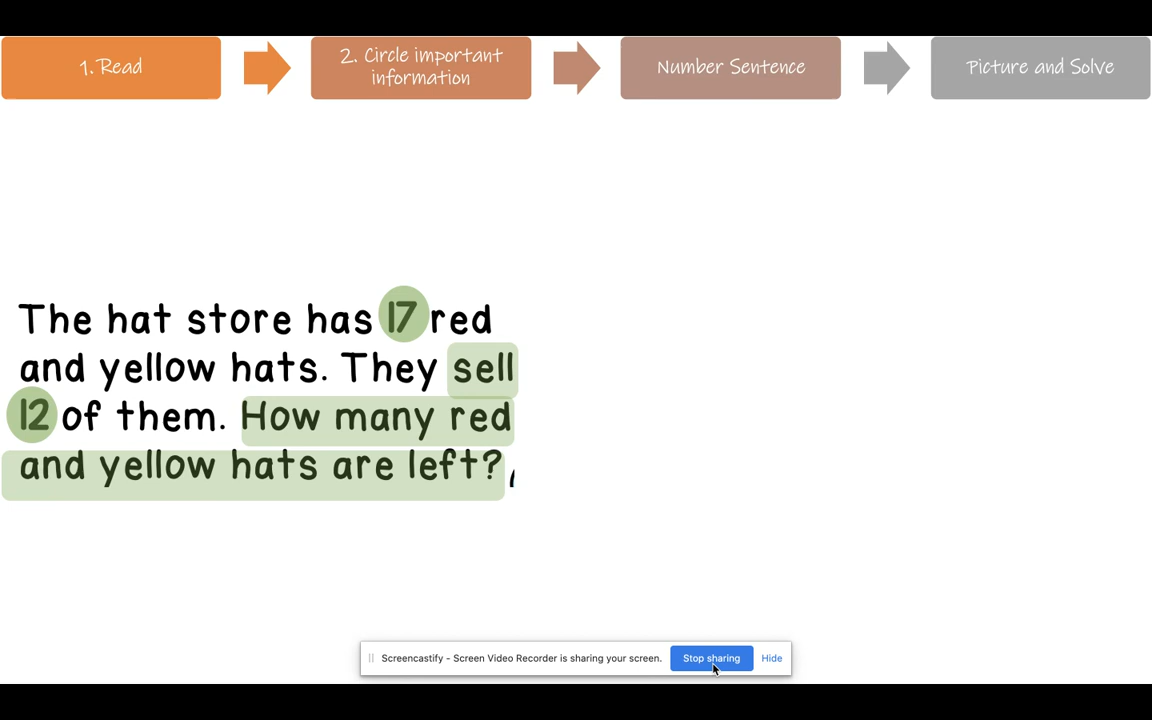 1. Read
2. Circle important
information
Number Sentence
Picture and Solve
The hat store has 17 red
and yellow hats. They sell
12 of them. How many red
and yellow hats are left?
Screencastify - Screen Video Recorder is sharing your screen.
Stop sharing
Hide